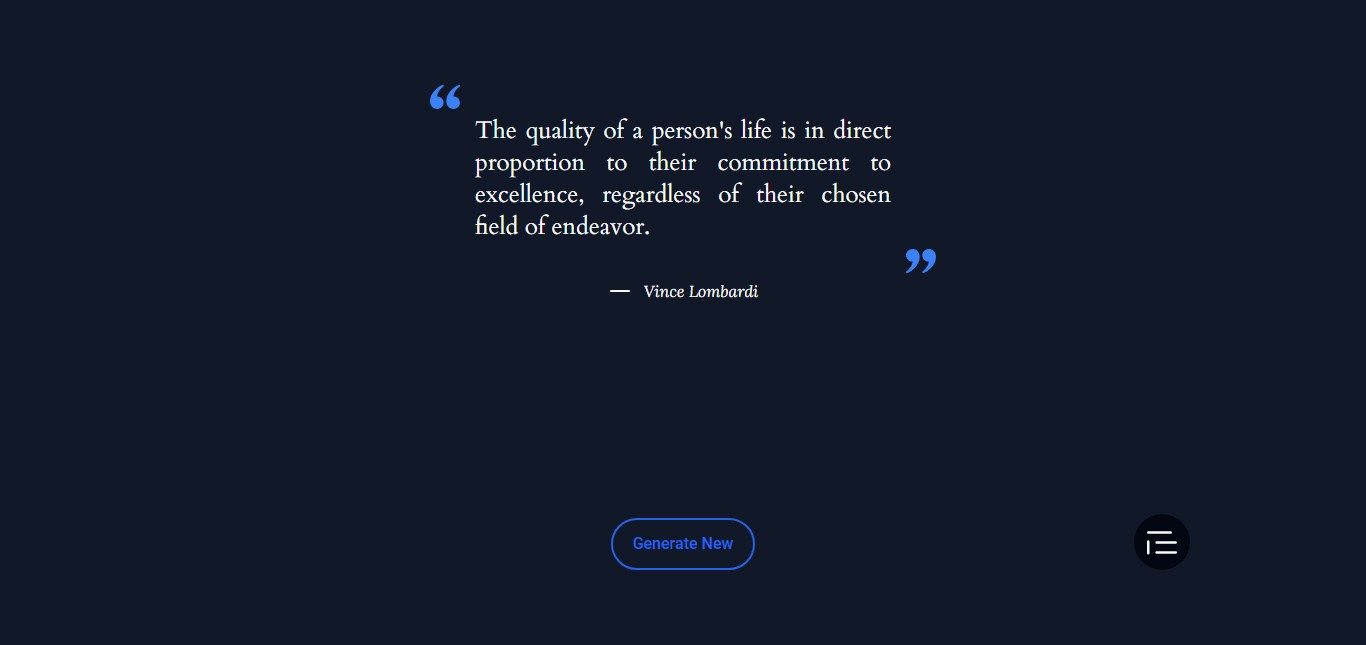 “
The quality of a person's life is in direct
proportion to their commitment to
excellence, regardless of their chosen
field of endeavor.
”
— Vince Lombardi
Generate New